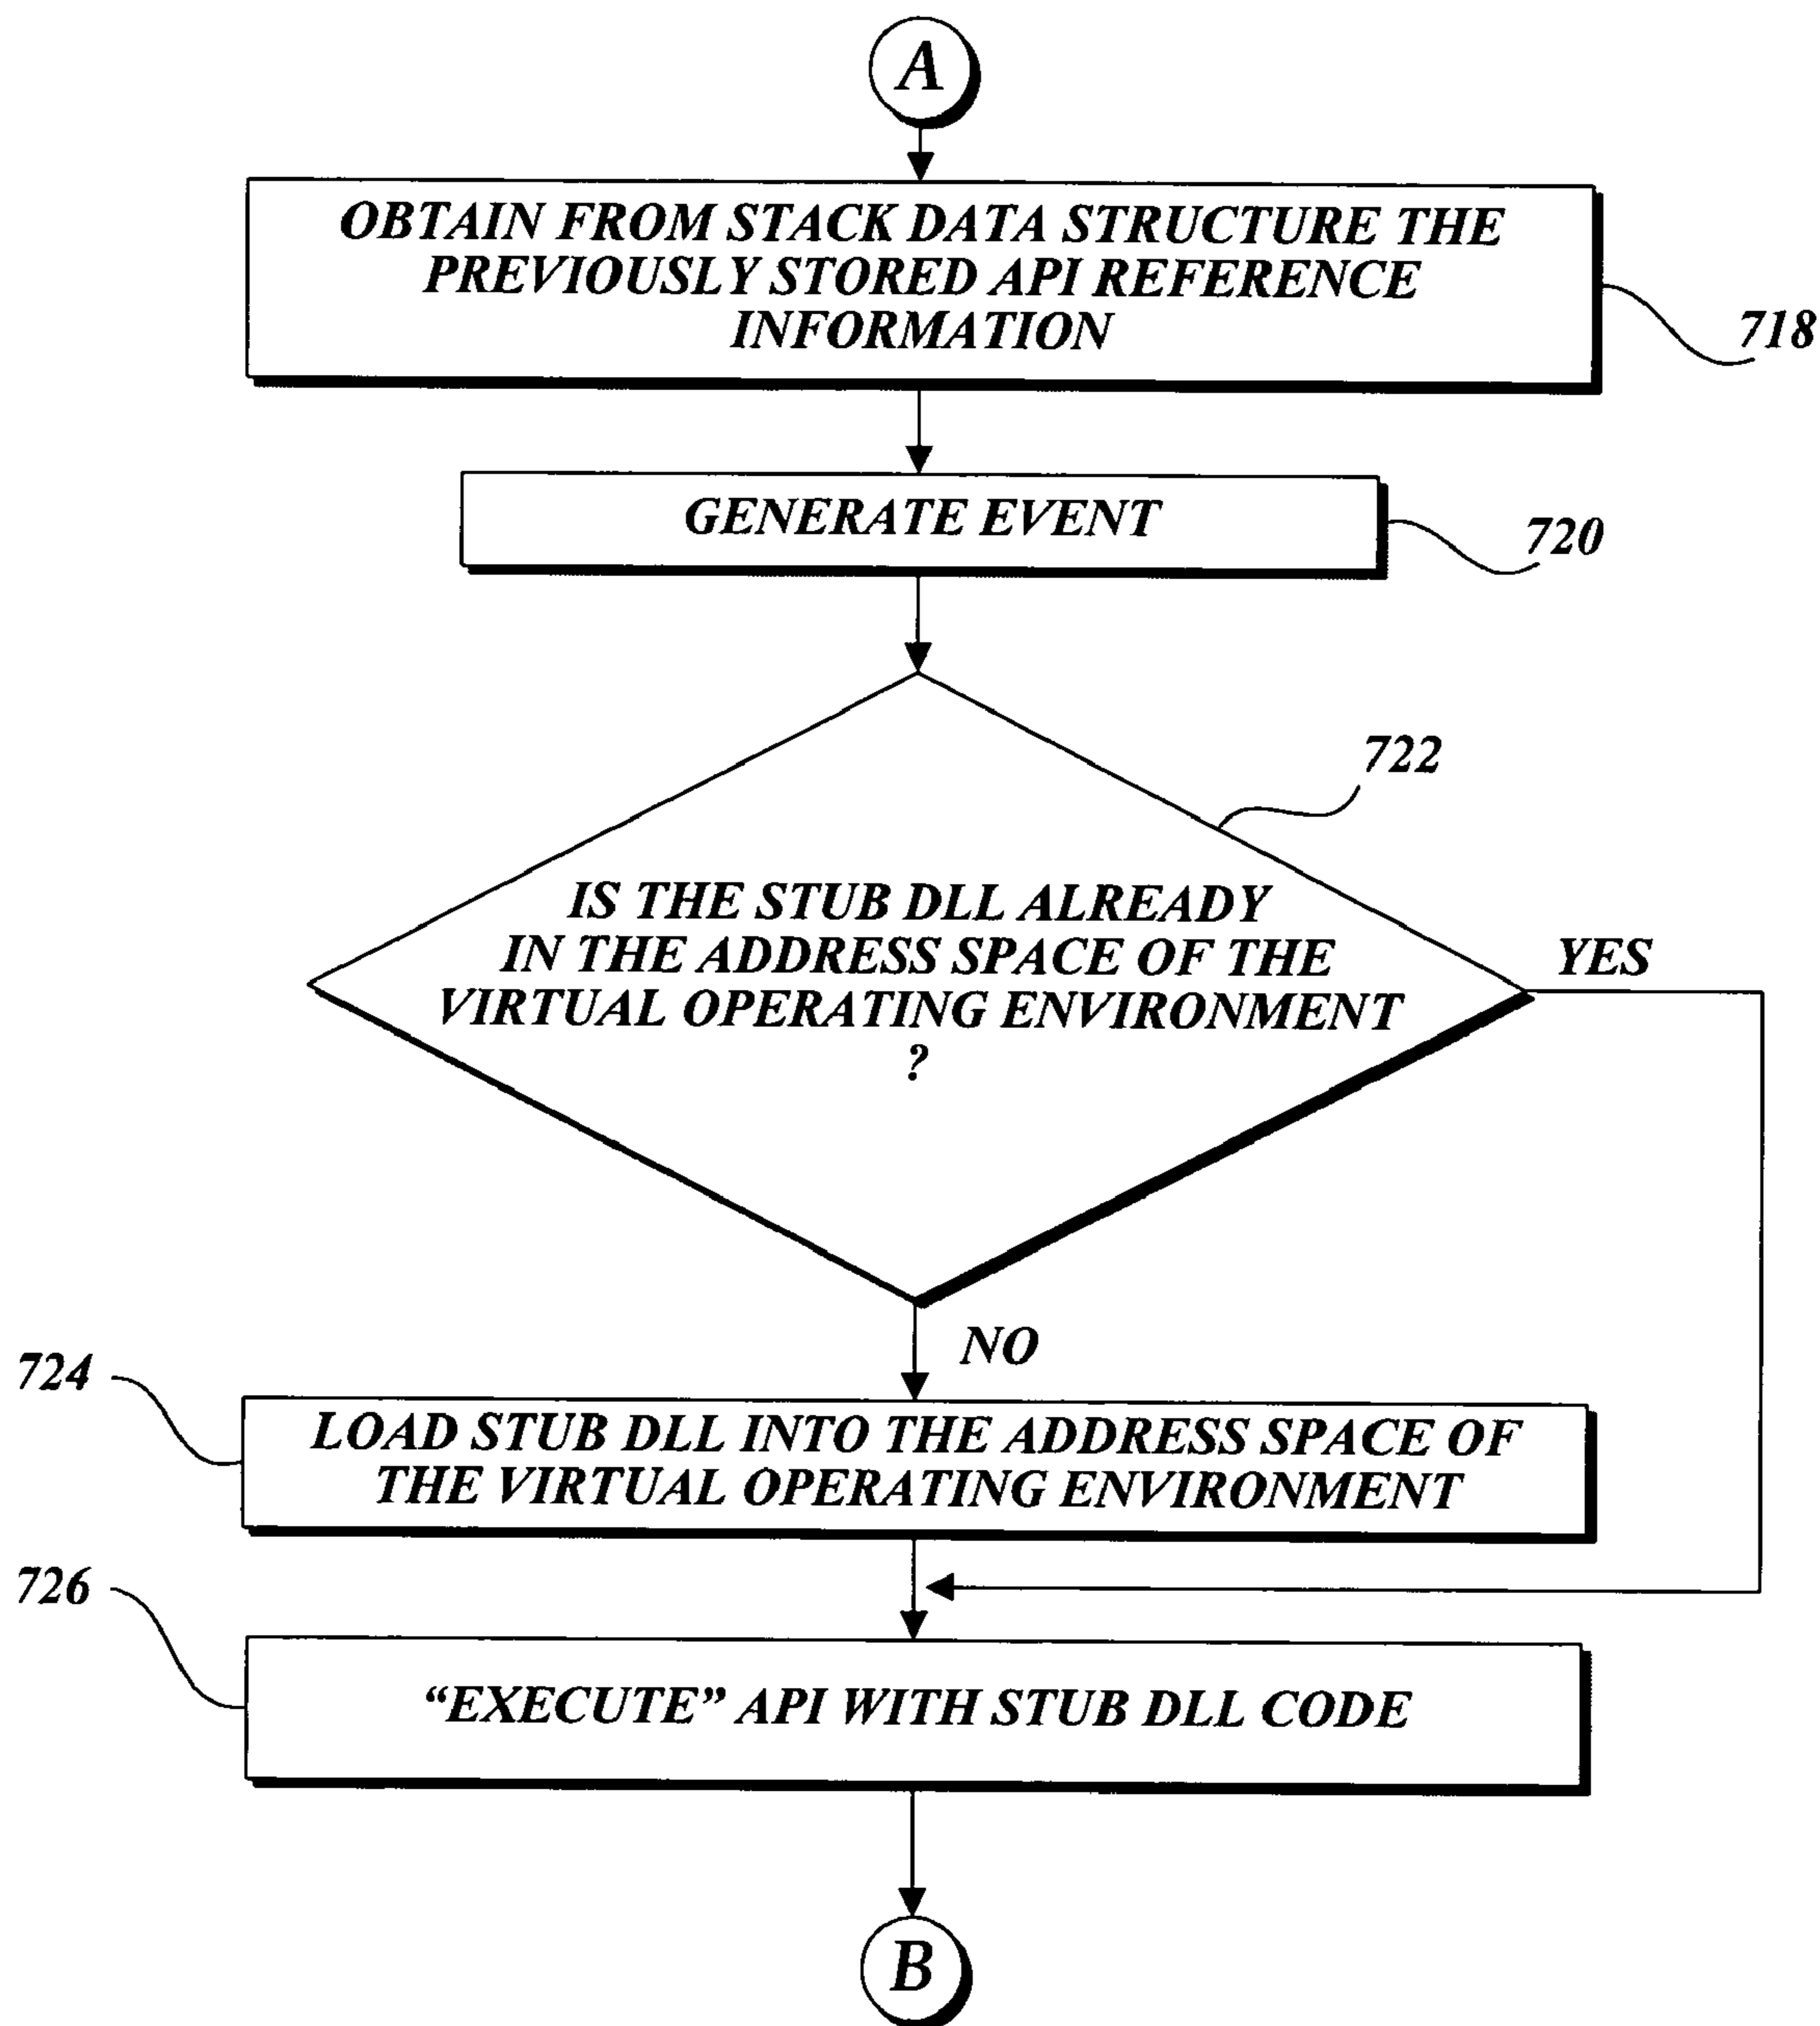 A
OBTAIN FROM STACK DATA STRUCTURE THE
PREVIOUSLY STORED API REFERENCE
INFORMATION
718
GENERATE EVENT
720
722
IS THE STUB DLL ALREADY
IN THE ADDRESS SPACE OF THE
VIRTUAL OPERATING ENVIRONMENT
?
YES
NO
724
LOAD STUB DLL INTO THE ADDRESS SPACE OF
THE VIRTUAL OPERATING ENVIRONMENT
726
“EXECUTE” API WITH STUB DLL CODE
B